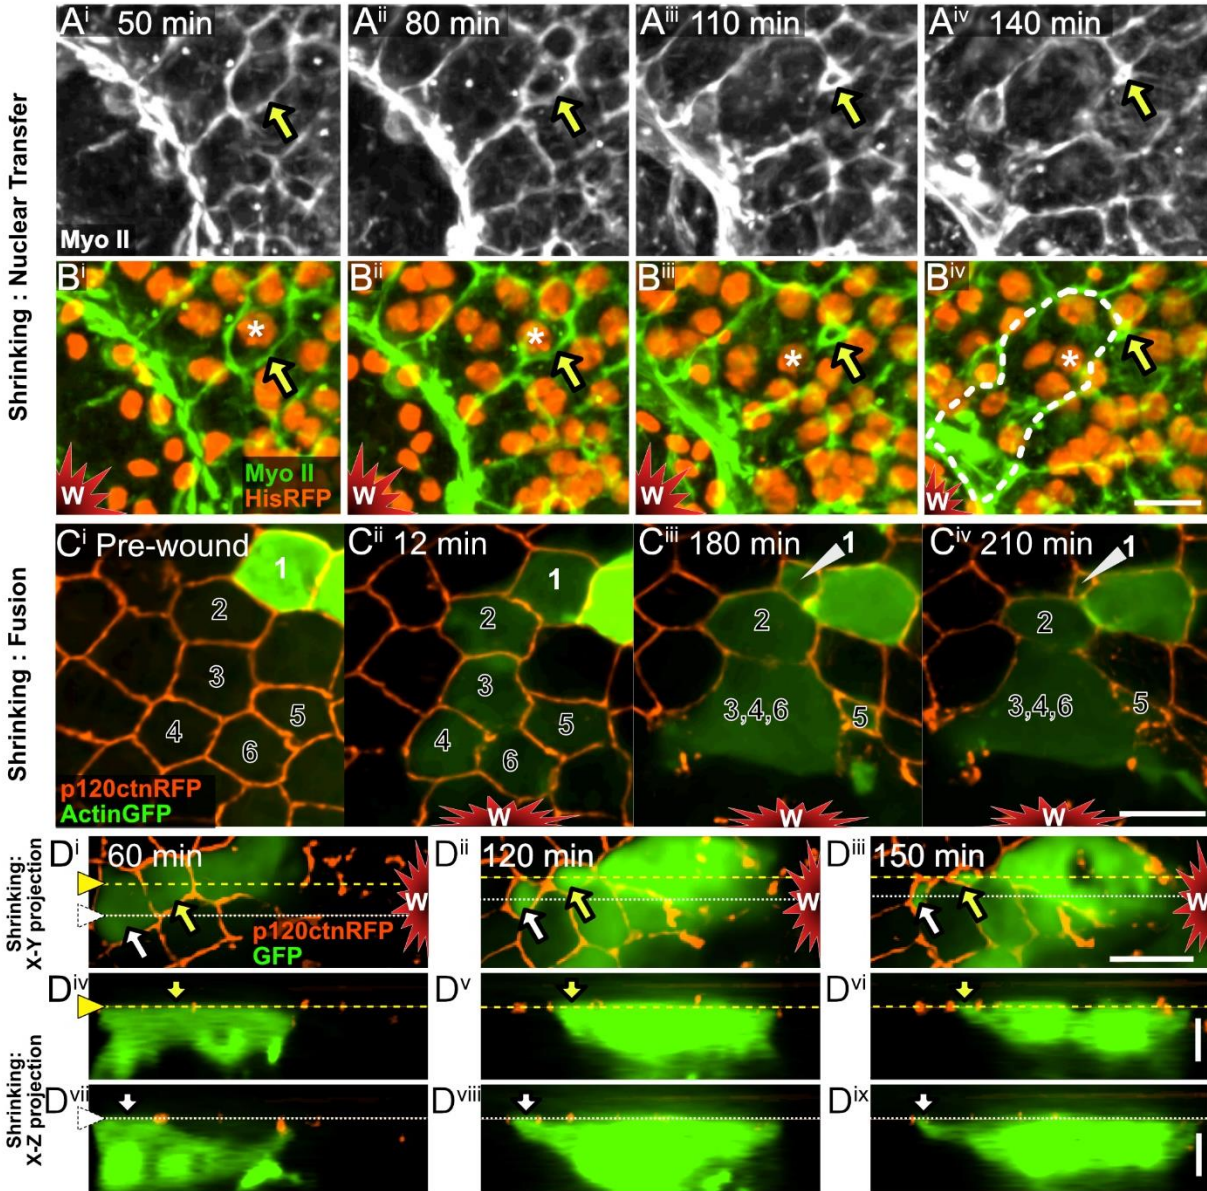 Shrinking : Nuclear Transfer
Aⁱ 50 min
Aⁱⁱ 80 min
Aⁱⁱⁱ 110 min
Aⁱᵛ 140 min
Myo II
Bⁱ
Bⁱⁱ
Bⁱⁱⁱ
Bⁱᵛ
*
*
*
*
Myo II
HisRFP
W
W
W
W
Shrinking : Fusion
Cⁱ Pre-wound
Cⁱⁱ 12 min
Cⁱⁱⁱ 180 min
Cⁱᵛ 210 min
1
2
3
4
5
6
1
2
3
4
5
6
1
2
3,4,6
5
1
2
3,4,6
5
p120ctnRFP
ActinGFP
W
W
W
Shrinking:
X-Y projection
Dⁱ 60 min
Dⁱⁱ 120 min
Dⁱⁱⁱ 150 min
p120ctnRFP
GFP
W
W
W
Shrinking:
X-Z projection
Dⁱᵛ
Dᵛ
Dᵛⁱ
Dᵛⁱⁱ
Dᵛⁱⁱⁱ
Dⁱˣ